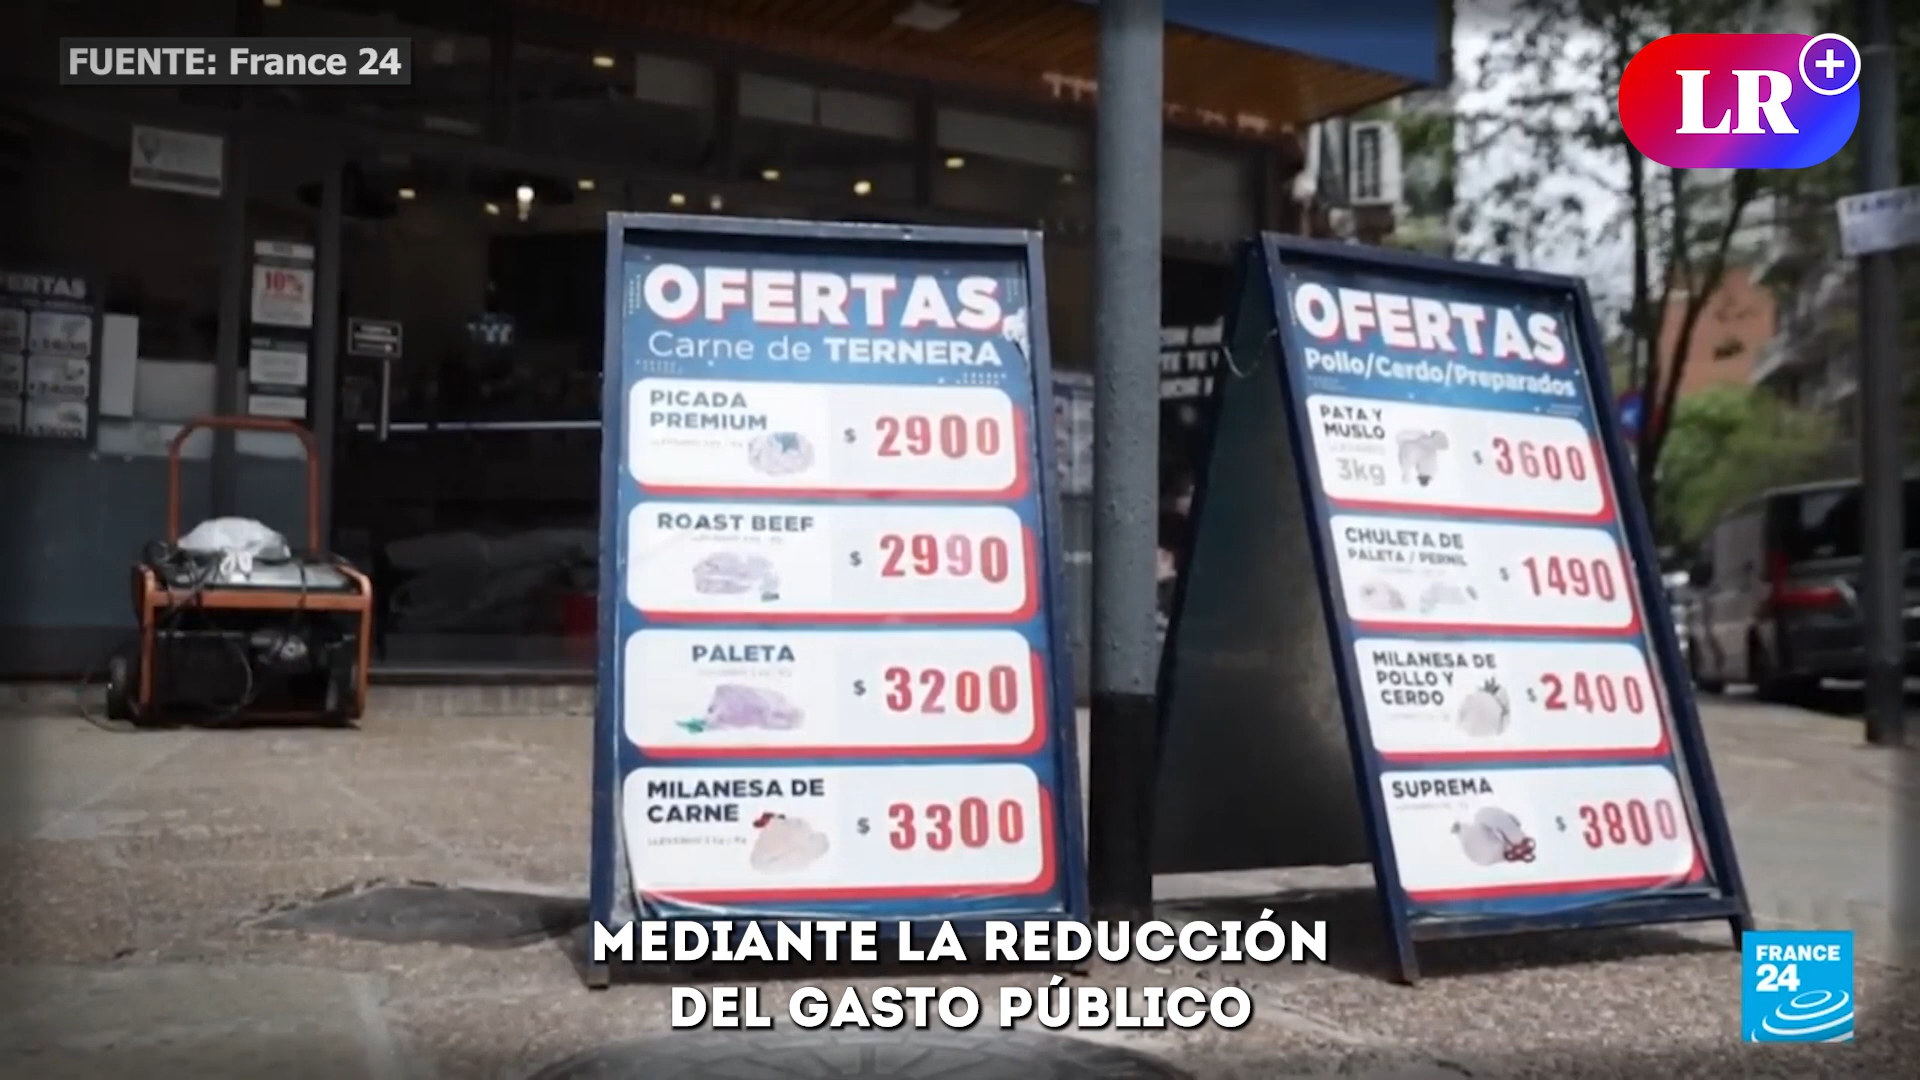 FUENTE: France 24
LR+
OFERTAS
Carne de TERNERA
PICADA
PREMIUM
$ 2900
ROAST BEEF
$ 2990
PALETA
$ 3200
MILANESA DE
CARNE
$ 3300
OFERTAS
Pollo/Cerdo/Preparados
PATA Y
MUSLO
3kg
$ 3600
CHULETA DE
PALETA / PERNIL
$ 1490
MILANESA DE
POLLO Y
CERDO
$ 2400
SUPREMA
$ 3800
10%
MEDIANTE LA REDUCCIÓN
DEL GASTO PÚBLICO
FRANCE
24